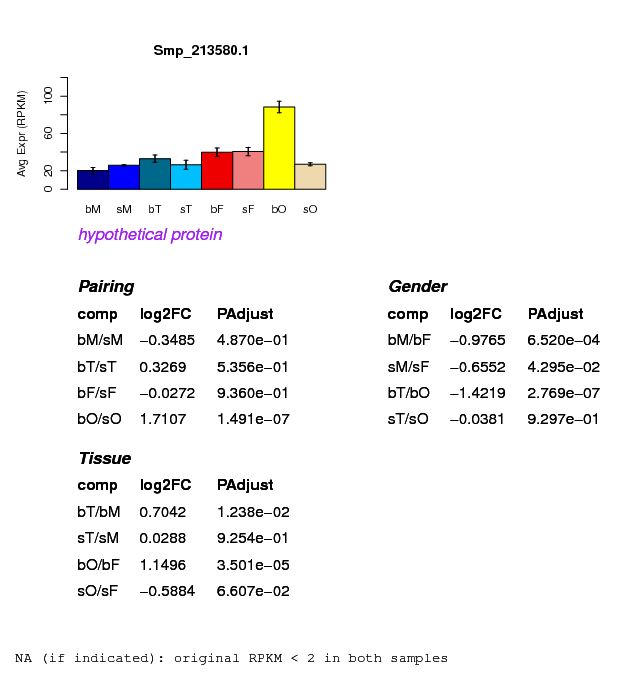 Smp_213580.1
Avg Expr (RPKM)
100
60
20
0
bM sM bT sT bF sF bO sO
hypothetical protein
Pairing
comp log2FC PAdjust
bM/sM −0.3485 4.870e−01
bT/sT 0.3269 5.356e−01
bF/sF −0.0272 9.360e−01
bO/sO 1.7107 1.491e−07
Gender
comp log2FC PAdjust
bM/bF −0.9765 6.520e−04
sM/sF −0.6552 4.295e−02
bT/bO −1.4219 2.769e−07
sT/sO −0.0381 9.297e−01
Tissue
comp log2FC PAdjust
bT/bM 0.7042 1.238e−02
sT/sM 0.0288 9.254e−01
bO/bF 1.1496 3.501e−05
sO/sF −0.5884 6.607e−02
NA (if indicated): original RPKM < 2 in both samples